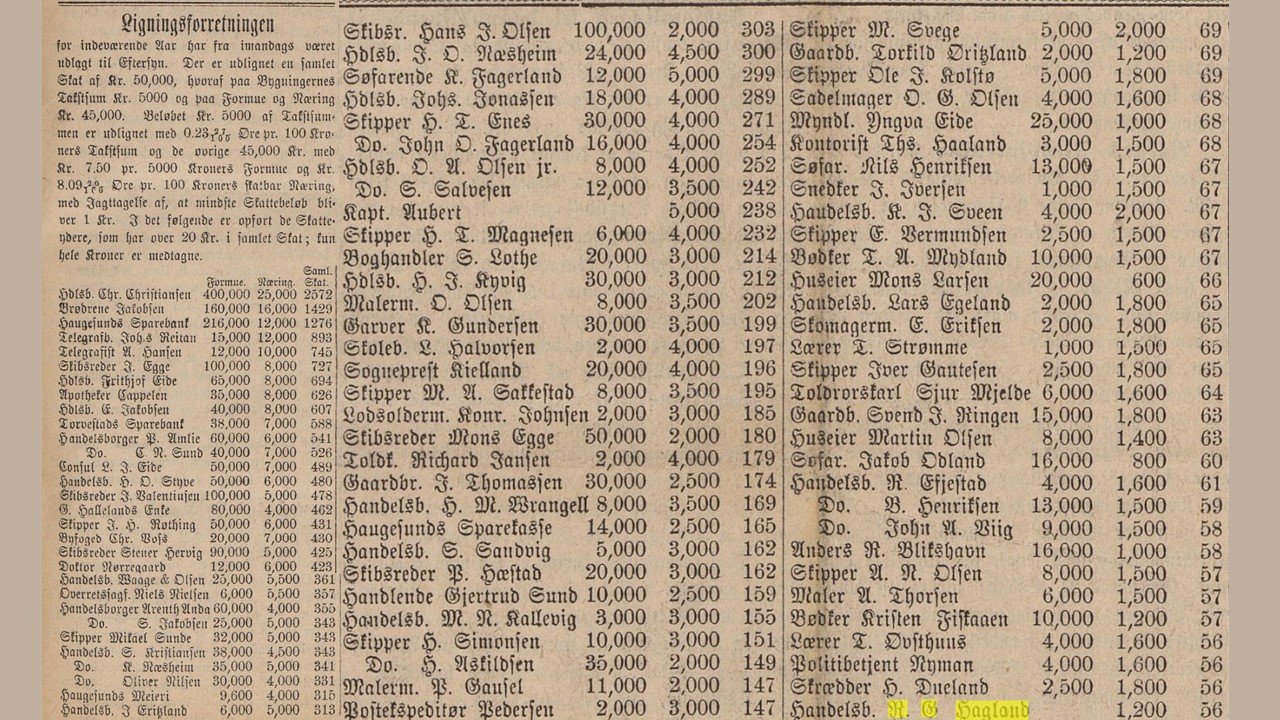 Ligningsforretningen
for indeværende Aar har fra imandags været
udlagt til Eftersyn. Der er udlignet en samlet
Skat af Kr. 50,000, hvoraf paa Bygningernes
Takstsum Kr. 5000 og paa Formue og Næring
Kr. 45,000. Beløbet Kr. 5000 af Takstsum-
men er udlignet med 0.23 Øre pr. 100 Kro-
ners Takstsum og de øvrige 45,000 Kr. med
Kr. 7.50 pr. 5000 Kroners Formue og Kr.
8.09 Øre pr. 100 Kroners skatbar Næring,
med Jagttagelse af, at mindste Skattebeløb bli-
ver 1 Kr. I det følgende er opført de Skatte-
ydere, som har over 20 Kr. i samlet Skat; kun
hele Kroner er medtagne.
Saml.
Formue. Næring. Skat.
Hdlsb. Chr. Christiansen 400,000 25,000 2572
Brødrene Jakobsen 160,000 16,000 1429
Haugesunds Sparebank 216,000 12,000 1276
Telegrafb. Joh.s Reitan 15,000 12,000 893
Telegrafist A. Hansen 12,000 10,000 745
Skibsreder J. Egge 100,000 8,000 727
Hdlsb. Frithjof Eide 65,000 8,000 694
Apotheker Cappelen 35,000 8,000 626
Hdlsb. E. Jakobsen 40,000 8,000 607
Torvestads Sparebank 38,000 7,000 588
Handelsborger P. Amlie 60,000 6,000 541
Do. C N. Sund 40,000 7,000 526
Consul L. J. Eide 50,000 7,000 489
Handelsb. H. O. Styve 50,000 6,000 480
Skibsreder J. Valentinsen 100,000 5,000 478
G. Hallelands Enke 80,000 4,000 462
Skipper J. H. Nøthing 50,000 6,000 431
Byfoged Chr. Voss 20,000 7,000 430
Skibsreder Stener Hervig 90,000 5,000 425
Doktor Nørregaard 12,000 6,000 423
Handelsb. Waage & Olsen 25,000 5,500 361
Overretssagf. Niels Nielsen 6,000 5,500 357
Handelsborger Arenth Anda 60,000 4,000 355
Do. S. Jakobsen 25,000 5,000 343
Skipper Mikael Sunde 32,000 5,000 343
Handelsb. S. Kristiansen 38,000 4,500 343
Do. K. Næsheim 35,000 5,000 341
Do. Oliver Nilsen 30,000 4,000 331
Haugesunds Meieri 9,600 4,000 315
Handelsb. J Eritzland 6,000 5,000 313
Skibsr. Hans J. Olsen 100,000 2,000 303
Hdlsb. J. O. Næsheim 24,000 4,500 300
Søfarende K. Fagerland 12,000 5,000 299
Hdlsb. Johs. Jonassen 18,000 4,000 289
Skipper H. T. Enes 30,000 4,000 271
Do. John O. Fagerland 16,000 4,000 254
Hdlsb. O. A. Olsen jr. 8,000 4,000 252
Do. S. Salvesen 12,000 3,500 242
Kapt. Aubert 5,000 238
Skipper H. T. Magnesen 6,000 4,000 232
Boghandler S. Lothe 20,000 3,000 214
Hdlsb. H. J. Kyvig 30,000 3,000 212
Malerm. O. Olsen 8,000 3,500 202
Garver K. Gundersen 30,000 3,500 199
Skoleb. L. Halvorsen 2,000 4,000 197
Sogneprest Kielland 20,000 4,000 196
Skipper M. A. Sakkestad 8,000 3,500 195
Lodsolderm. Konr. Johnsen 2,000 3,000 185
Skibsreder Mons Egge 50,000 2,000 180
Toldk. Richard Jansen 2,000 4,000 179
Gaardbr. J. Thomassen 30,000 2,500 174
Handelsb. H. M. Wrangell 8,000 3,500 169
Haugesunds Sparekasse 14,000 2,500 165
Handelsb. S. Sandvig 5,000 3,000 162
Skibsreder P. Hæstad 20,000 3,000 162
Handlende Gjertrud Sund 10,000 2,500 159
Handelsb. M. N. Kallevig 3,000 3,000 155
Skipper H. Simonsen 10,000 3,000 151
Do. H. Askildsen 35,000 2,000 149
Malerm. P. Gausel 11,000 2,000 147
Postekspeditør Pedersen 2,000 3,000 147
Skipper M. Svege 5,000 2,000 69
Gaardb. Torkild Oritzland 2,000 1,200 69
Skipper Ole J. Kolstø 5,000 1,800 69
Sadelmager O. G. Olsen 4,000 1,600 68
Myndl. Yngva Eide 25,000 1,000 68
Kontorist Ths. Haaland 3,000 1,500 68
Søfar. Nils Henriksen 13,000 1,500 67
Snedker J. Iversen 1,000 1,500 67
Handelsb. K. J. Sveen 4,000 2,000 67
Skipper E. Vermundsen 2,500 1,500 67
Bødker T. A. Mydland 10,000 1,500 67
Huseier Mons Larsen 20,000 600 66
Handelsb. Lars Egeland 2,000 1,800 65
Skomagerm. E. Eriksen 2,000 1,800 65
Lærer T. Strømme 1,000 1,500 65
Skipper Iver Gautesen 2,500 1,800 65
Toldrorskarl Sjur Mjelde 6,000 1,600 64
Gaardb. Svend J. Ringen 15,000 1,800 63
Huseier Martin Olsen 8,000 1,400 63
Søfar. Jakob Odland 16,000 800 60
Handelsb. R. Efjestad 4,000 1,600 61
Do. B. Henriksen 13,000 1,500 59
Do. John A. Viig 9,000 1,500 58
Anders R. Blikshavn 16,000 1,000 58
Skipper A. N. Olsen 8,000 1,500 57
Maler A. Thorsen 6,000 1,500 57
Bødker Kristen Fiskaaen 10,000 1,200 57
Lærer T. Ovsthuus 4,000 1,600 56
Politibetjent Nyman 4,000 1,600 56
Skrædder H. Dueland 2,500 1,800 56
Handelsb. R. G Hagland 1,200 56